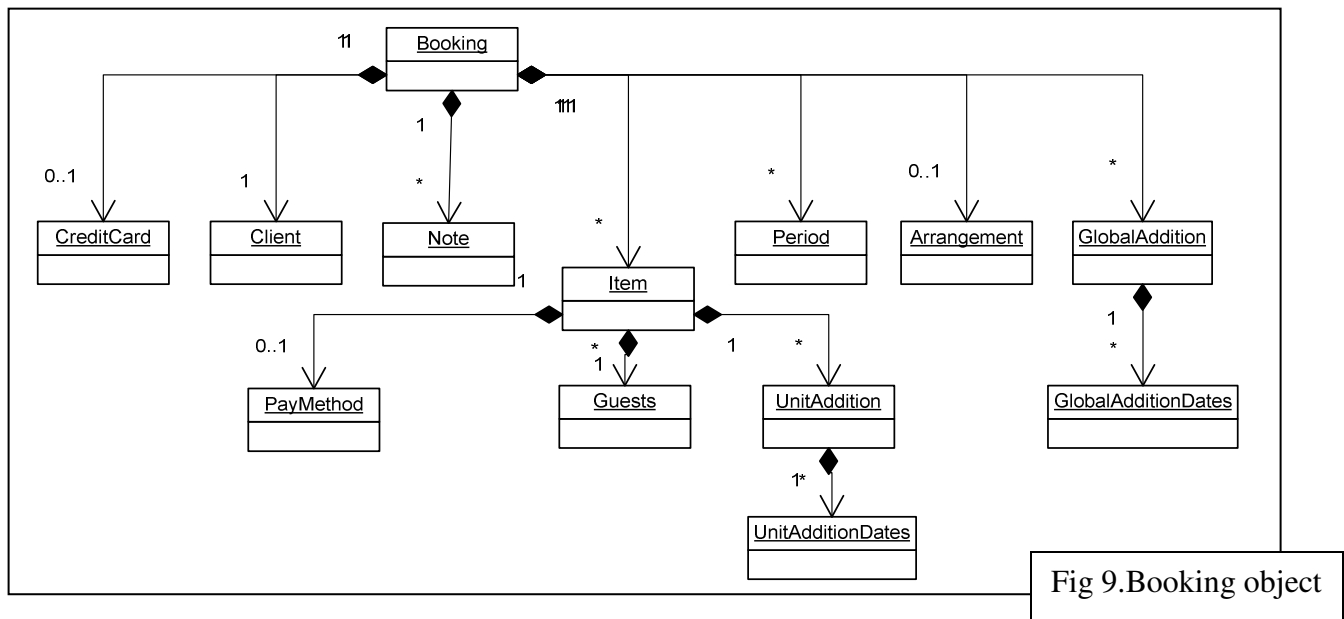 Booking
11
1
1111
0..1
1
*
*
*
0..1
*
CreditCard
Client
Note
Period
Arrangement
GlobalAddition
Item
1
0..1
*
1
1
*
1
*
PayMethod
Guests
UnitAddition
GlobalAdditionDates
1*
UnitAdditionDates
Fig 9.Booking object